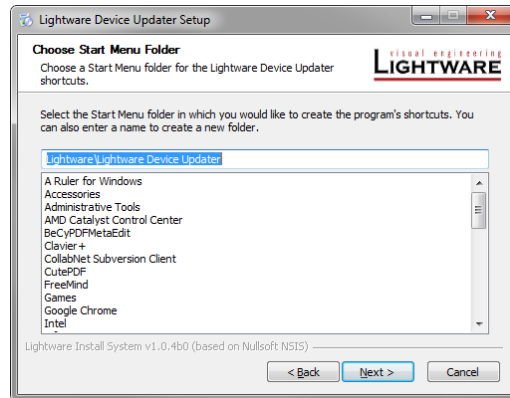 Lightware Device Updater Setup
Choose Start Menu Folder
Choose a Start Menu folder for the Lightware Device Updater
shortcuts.
visual engineering
LIGHTWARE
Select the Start Menu folder in which you would like to create the program's shortcuts. You
can also enter a name to create a new folder.
Lightware\Lightware Device Updater
A Ruler for Windows
Accessories
Administrative Tools
AMD Catalyst Control Center
BeCyPDFMetaEdit
Clavier+
CollabNet Subversion Client
CutePDF
FreeMind
Games
Google Chrome
Intel
Lightware Install System v1.0.4b0 (based on Nullsoft NSIS)
< Back
Next >
Cancel